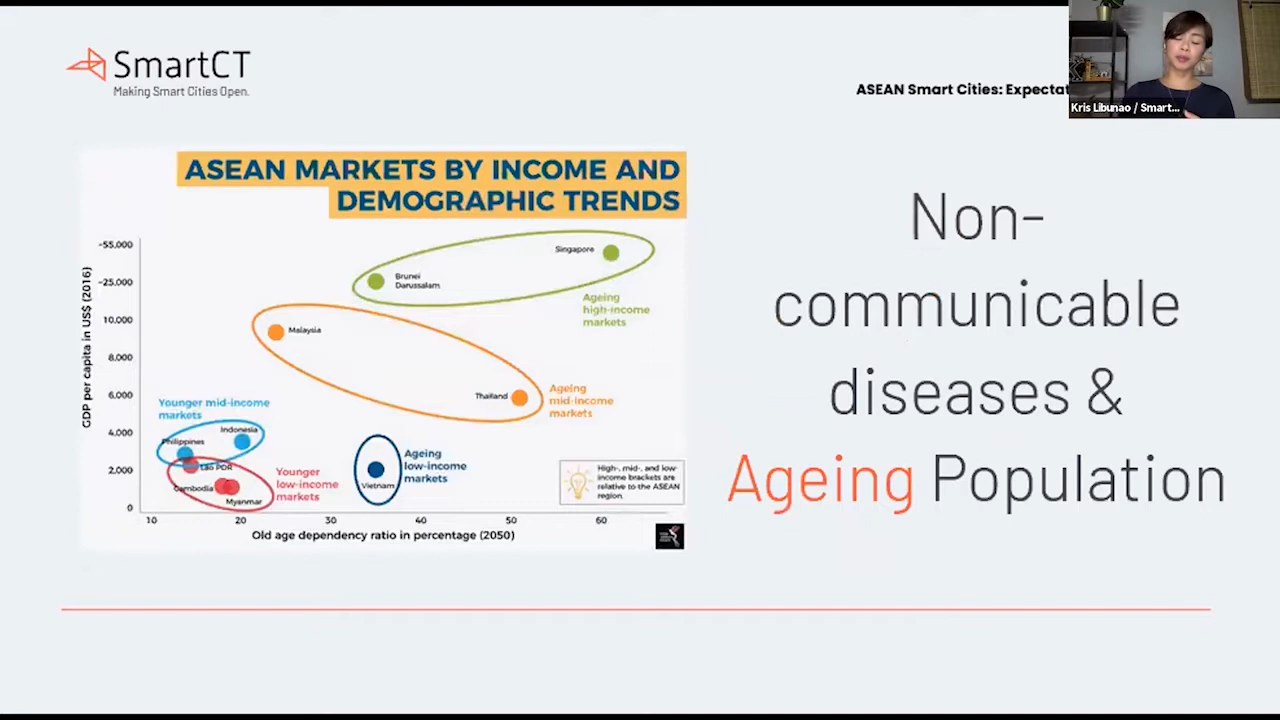 SmartCT
Making Smart Cities Open.
ASEAN Smart Cities: Expectat
Kris Libunao / Smart...
ASEAN MARKETS BY INCOME AND
DEMOGRAPHIC TRENDS
GDP per capita in US$ (2016)
~55,000
~25,000
10,000
8,000
6,000
4,000
2,000
0
10
20
30
40
50
60
Old age dependency ratio in percentage (2050)
Singapore
Brunei
Darussalam
Ageing
high-income
markets
Malaysia
Thailand
Ageing
mid-income
markets
Younger mid-income
markets
Indonesia
Philippines
Lao PDR
Cambodia
Myanmar
Younger
low-income
markets
Vietnam
Ageing
low-income
markets
High-, mid-, and low-
income brackets are
relative to the ASEAN
region.
Non-
communicable
diseases &
Ageing Population